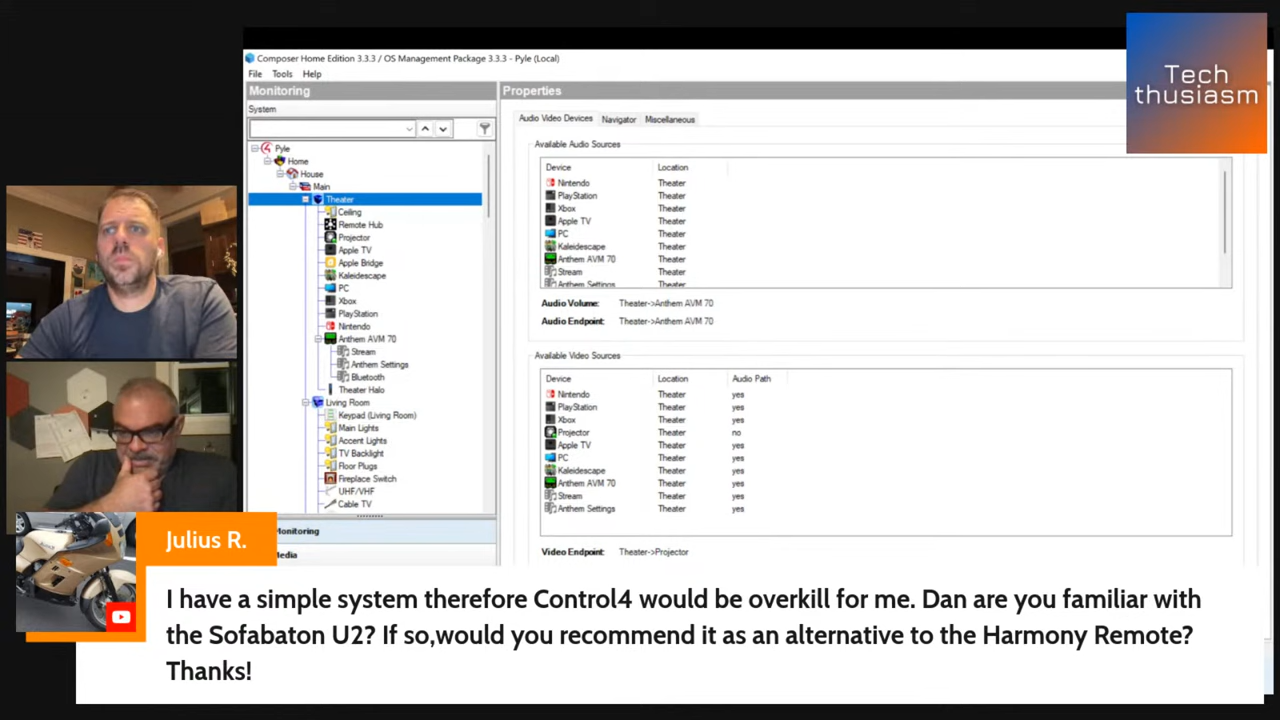 Composer Home Edition 3.3.3 / OS Management Package 3.3.3 - Pyle (Local)
File Tools Help
Monitoring
System
Pyle
Home
House
Main
Theater
Ceiling
Remote Hub
Projector
Apple TV
Apple Bridge
Kaleidescape
PC
Xbox
PlayStation
Nintendo
Anthem AVM 70
Stream
Anthem Settings
Bluetooth
Theater Halo
Living Room
Keypad (Living Room)
Main Lights
Accent Lights
TV Backlight
Floor Plugs
Fireplace Switch
UHF/VHF
Cable TV
Monitoring
Media
Properties
Audio Video Devices Navigator Miscellaneous
Available Audio Sources
Device Location
Nintendo Theater
PlayStation Theater
Xbox Theater
Apple TV Theater
PC Theater
Kaleidescape Theater
Anthem AVM 70 Theater
Stream Theater
Anthem Settings Theater
Audio Volume: Theater->Anthem AVM 70
Audio Endpoint: Theater->Anthem AVM 70
Available Video Sources
Device Location Audio Path
Nintendo Theater yes
PlayStation Theater yes
Xbox Theater yes
Projector Theater no
Apple TV Theater yes
PC Theater yes
Kaleidescape Theater yes
Anthem AVM 70 Theater yes
Stream Theater yes
Anthem Settings Theater yes
Video Endpoint: Theater->Projector
Tech
thusiasm
Julius R.
I have a simple system therefore Control4 would be overkill for me. Dan are you familiar with
the Sofabaton U2? If so,would you recommend it as an alternative to the Harmony Remote?
Thanks!